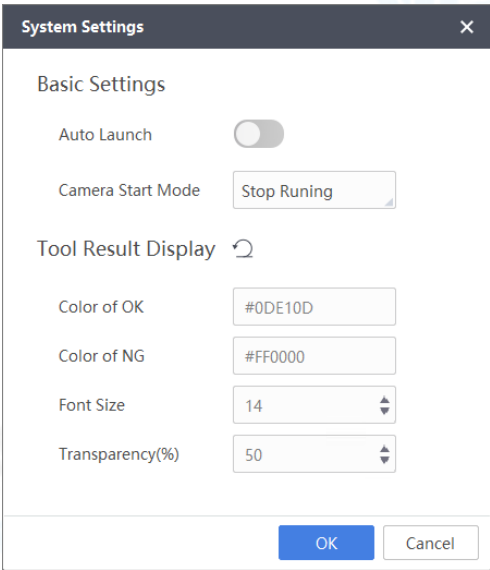 System Settings
Basic Settings
Auto Launch
Camera Start Mode Stop Runing
Tool Result Display
Color of OK #0DE10D
Color of NG #FF0000
Font Size 14
Transparency(%) 50
OK Cancel